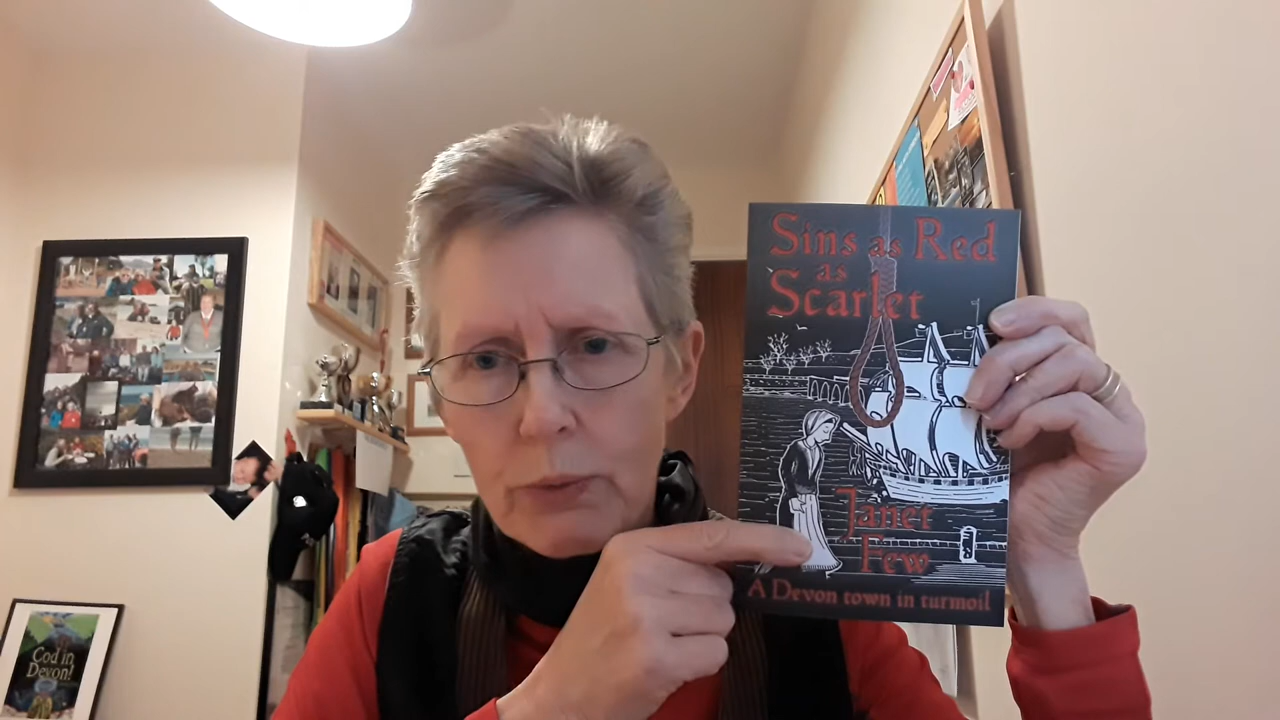 Sins as Red
as
Scarlet
Janet
Few
A Devon town in turmoil
Cod in
Devon!